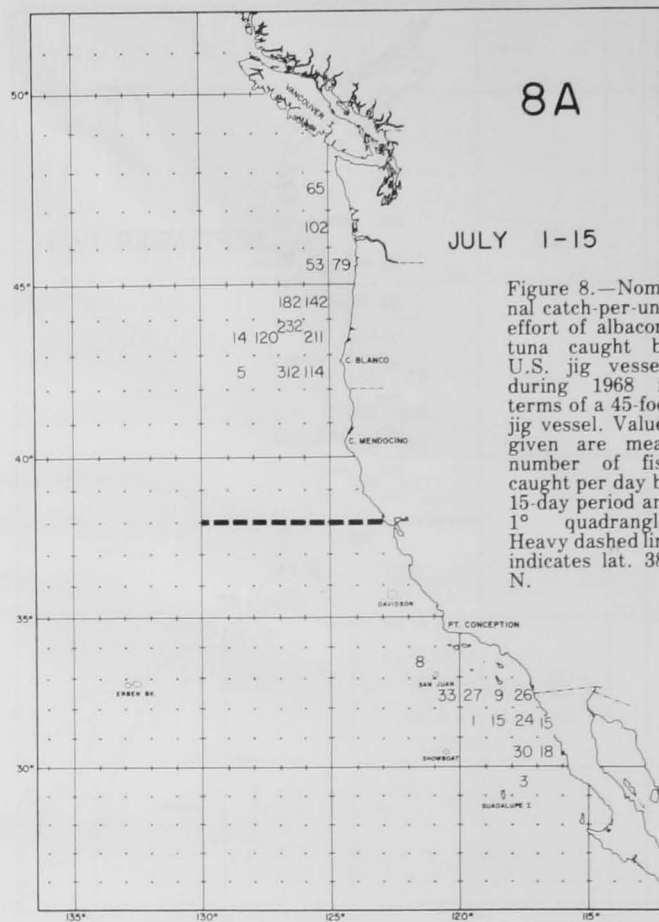 8A
50°
VANCOUVER I.
65
102
JULY 1-15
53 79
45°
182 142
232
14 120 211
C. BLANCO
5 312 114
C. MENDOCINO
40°
Figure 8.—Nom
nal catch-per-un
effort of albacor
tuna caught b
U.S. jig vesse
during 1968 i
terms of a 45-foo
jig vessel. Value
given are mea
number of fis
caught per day b
15-day period an
1° quadrangl
Heavy dashed lin
indicates lat. 38
N.
DAVIDSON
35°
PT. CONCEPTION
8
SAN JUAN
ERBEN BK.
33 27 9 26
1 15 24 15
SHOWBOAT
30 18
30°
3
GUADALUPE I.
135° 130° 125° 120° 115°